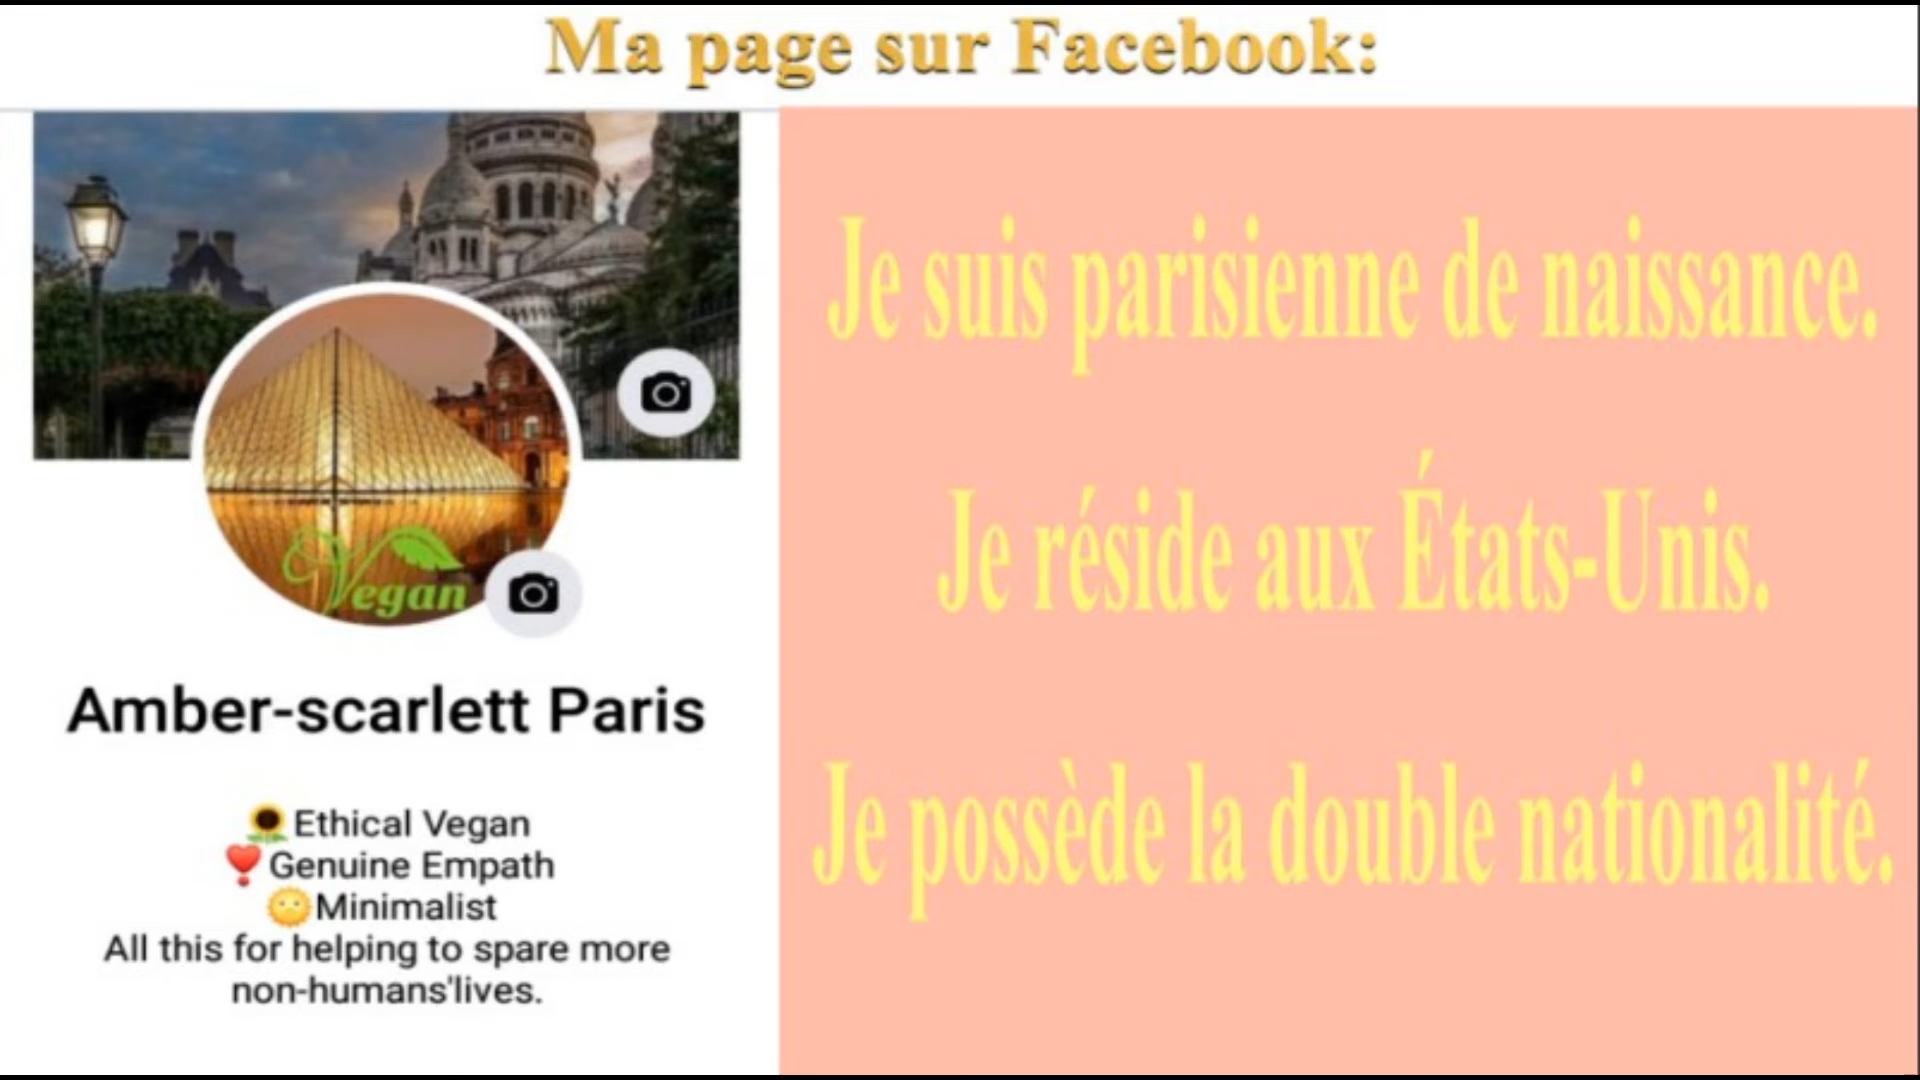 Ma page sur Facebook:
Vegan
Amber-scarlett Paris
Ethical Vegan
Genuine Empath
Minimalist
All this for helping to spare more
non-humans'lives.
Je suis parisienne de naissance.
Je réside aux États-Unis.
Je possède la double nationalité.